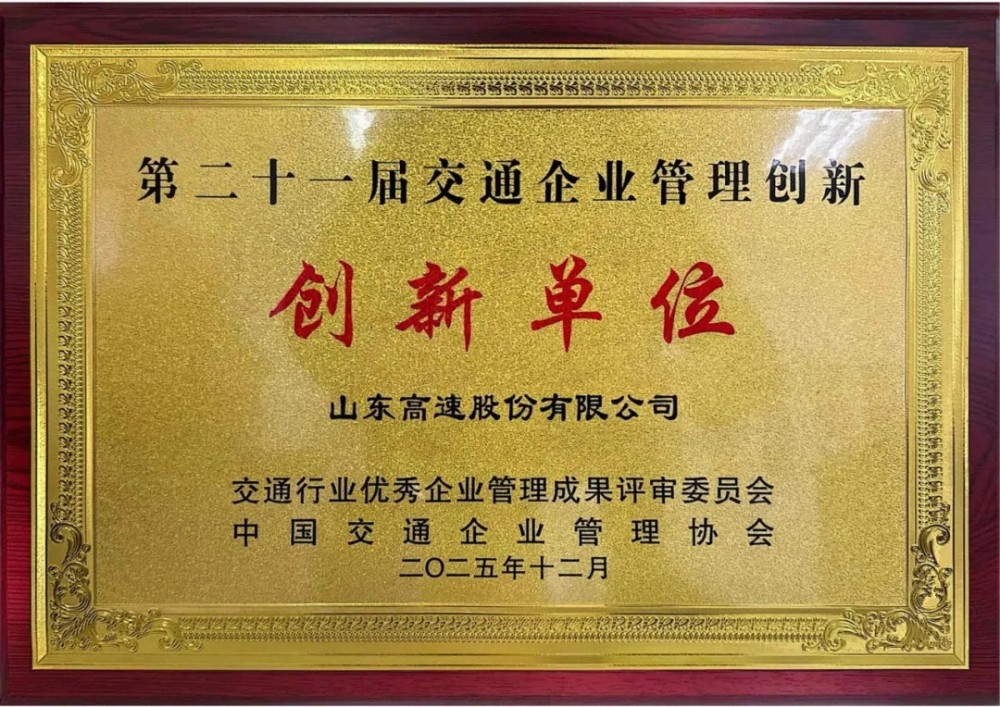 第二十一届交通企业管理创新
创新单位
山东高速股份有限公司
交通行业优秀企业管理成果评审委员会
中国交通企业管理协会
二〇二五年十二月